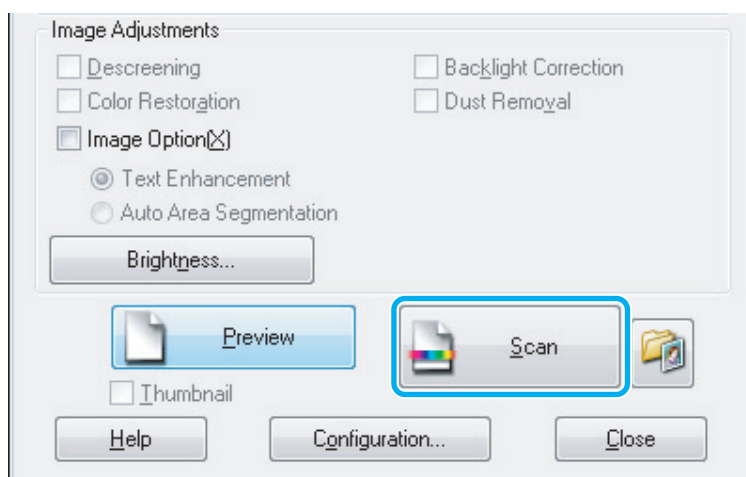 Image Adjustments
Descreening Backlight Correction
Color Restoration Dust Removal
Image Option(X)
Text Enhancement
Auto Area Segmentation
Brightness...
Preview Scan
Thumbnail
Help Configuration... Close